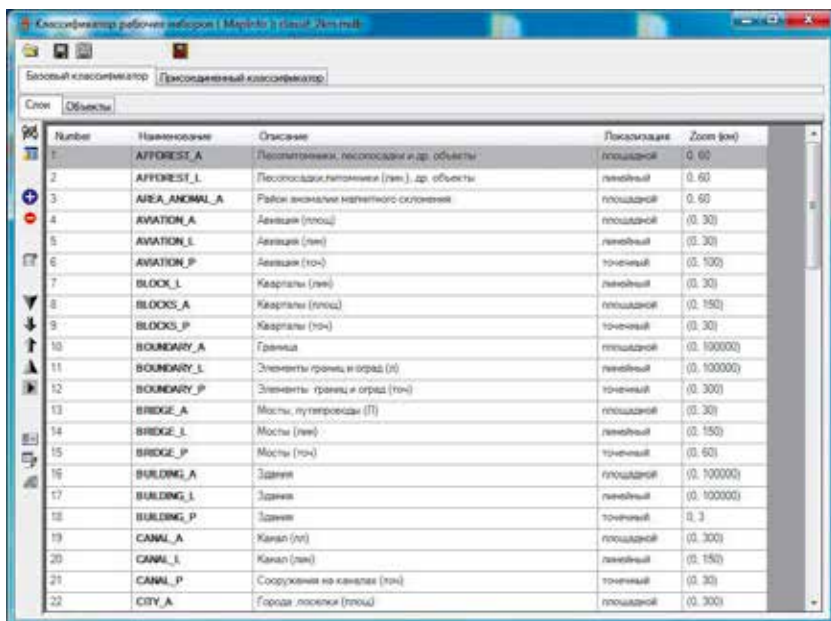 Классификатор рабочих наборов ( MapInfo )
Базовый классификатор Присоединенный классификатор
Слои Объекты
Number Наименование Описание Локализация Zoom (км)
1 AFFOREST_A Лесопитомники, лесопосадки и др. объекты площадной 0, 60
2 AFFOREST_L Лесопосадки,питомники (лин.), др. объекты линейный 0, 60
3 AREA_ANOMAL_A Район аномалии магнитного склонения площадной 0, 60
4 AVIATION_A Авиация (площ) площадной (0, 30)
5 AVIATION_L Авиация (лин) линейный (0, 30)
6 AVIATION_P Авиация (точ) точечный (0, 100)
7 BLOCK_L Кварталы (лин) линейный (0, 30)
8 BLOCKS_A Кварталы (площ) площадной (0, 150)
9 BLOCKS_P Кварталы (точ) точечный (0, 30)
10 BOUNDARY_A Граница площадной (0, 100000)
11 BOUNDARY_L Элементы границ и оград (л) линейный (0, 100000)
12 BOUNDARY_P Элементы границ и оград (точ) точечный (0, 300)
13 BRIDGE_A Мосты, путепроводы (П) площадной (0, 30)
14 BRIDGE_L Мосты (лин) линейный (0, 150)
15 BRIDGE_P Мосты (точ) точечный (0, 60)
16 BUILDING_A Здания площадной (0, 100000)
17 BUILDING_L Здания линейный (0, 100000)
18 BUILDING_P Здания точечный 0, 3
19 CANAL_A Канал (пл) площадной (0, 300)
20 CANAL_L Канал (лин) линейный (0, 150)
21 CANAL_P Сооружения на каналах (точ) точечный (0, 30)
22 CITY_A Города ,поселки (площ) площадной (0, 300)